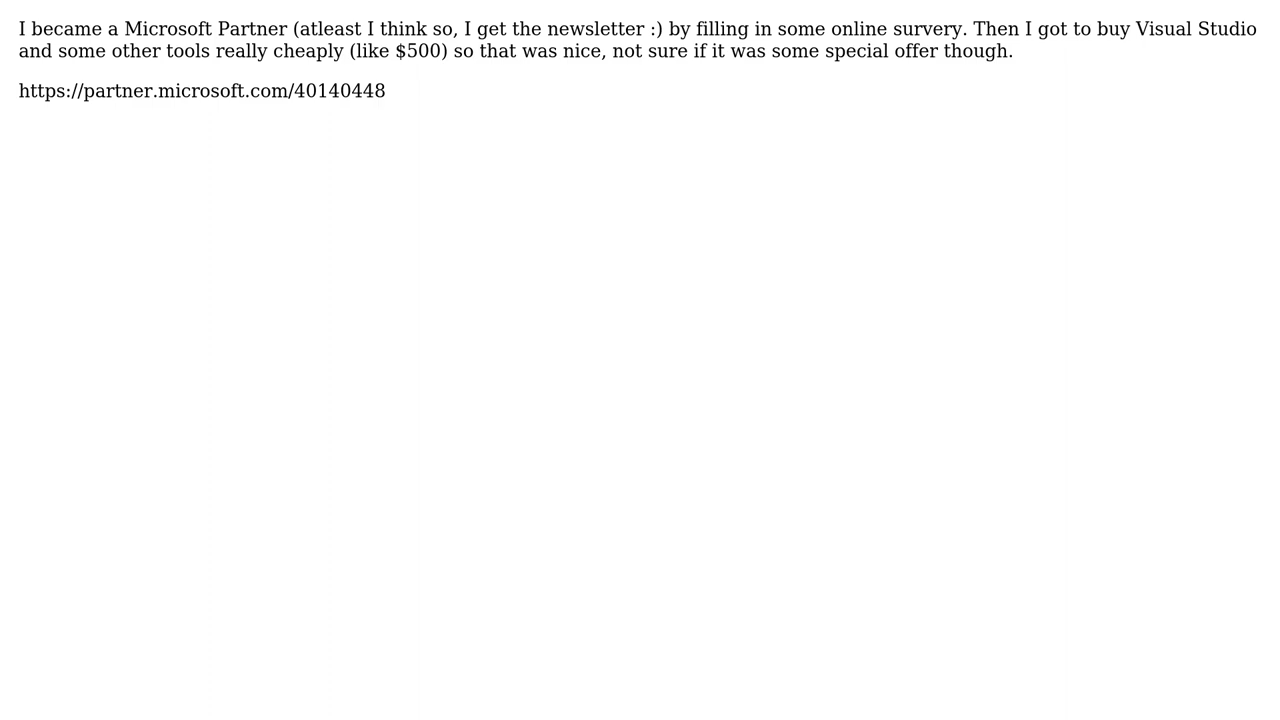 I became a Microsoft Partner (atleast I think so, I get the newsletter :) by filling in some online survery. Then I got to buy Visual Studio
and some other tools really cheaply (like $500) so that was nice, not sure if it was some special offer though.
https://partner.microsoft.com/40140448